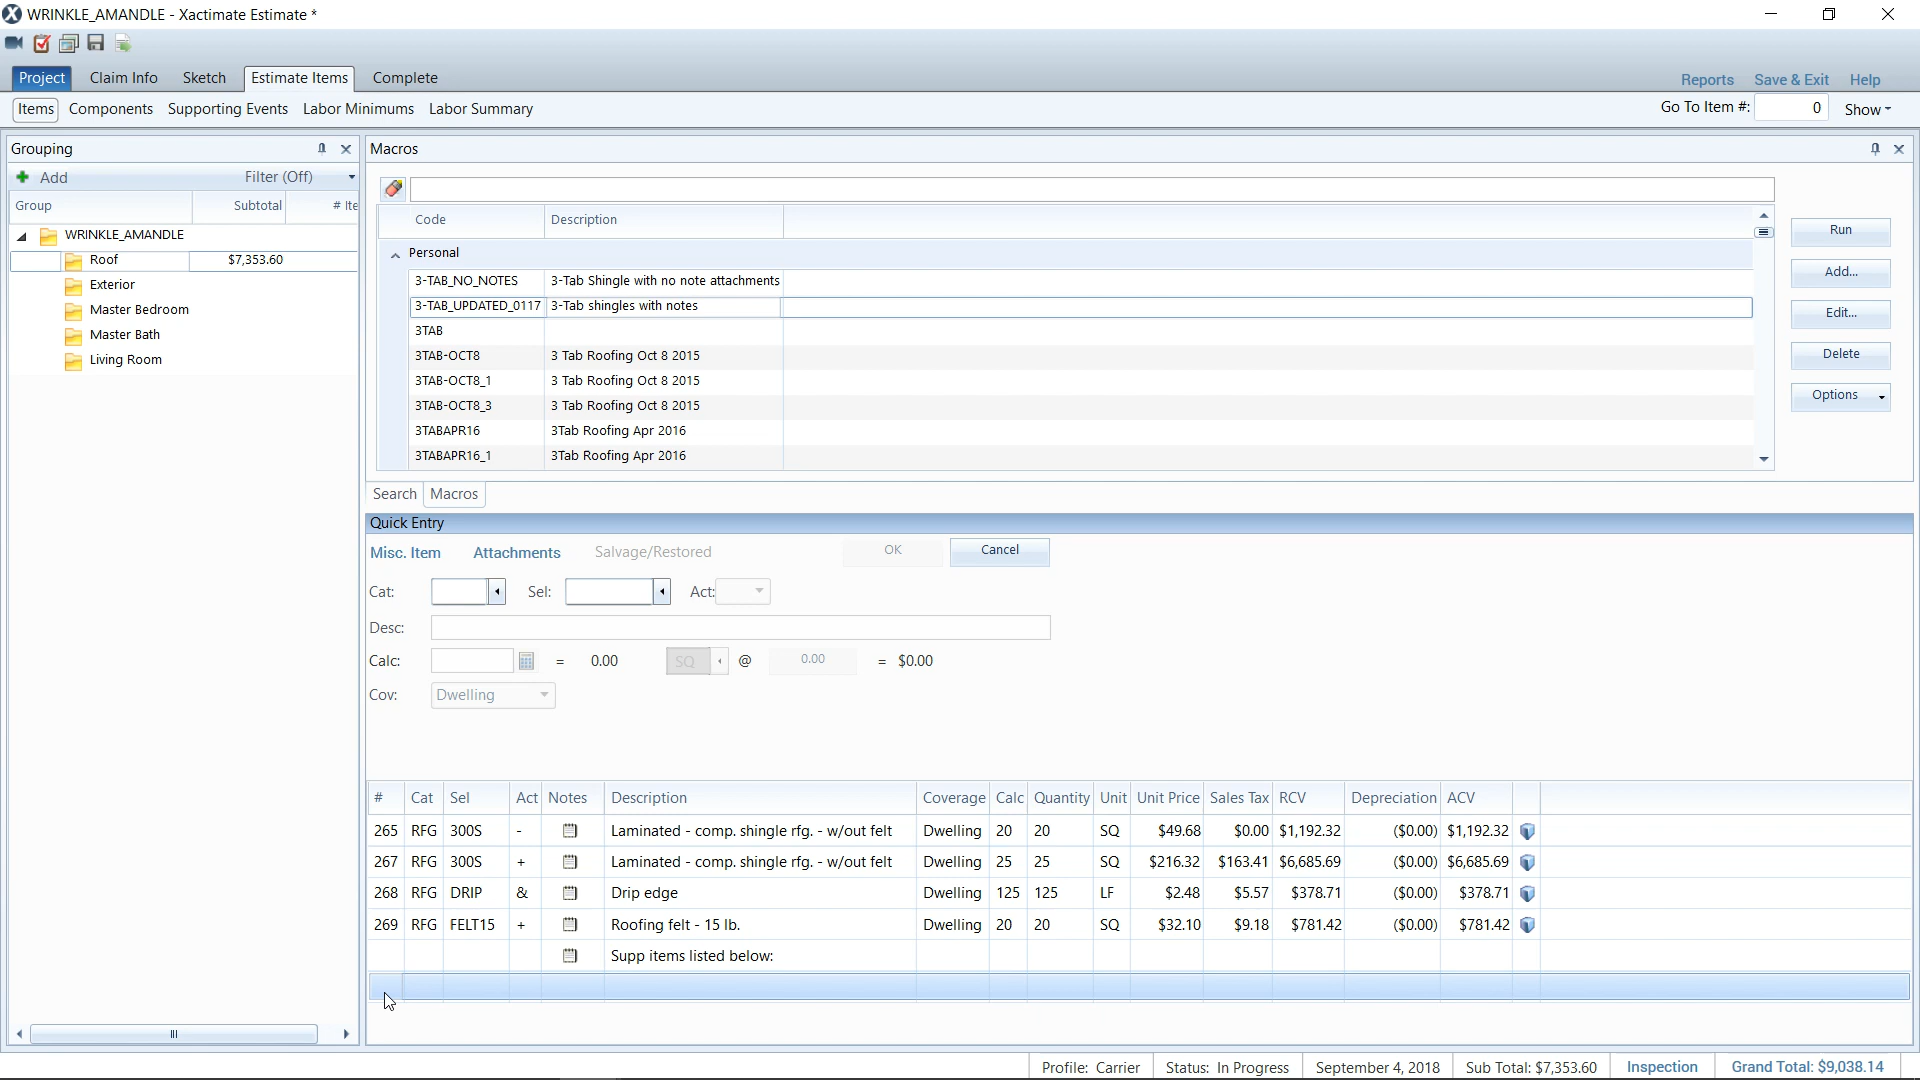 WRINKLE_AMANDLE - Xactimate Estimate *
Project Claim Info Sketch Estimate Items Complete Reports Save & Exit Help
Items Components Supporting Events Labor Minimums Labor Summary Go To Item #: 0 Show
Grouping
Add Filter (Off)
Group Subtotal # Ite
WRINKLE_AMANDLE
Roof $7,353.60
Exterior
Master Bedroom
Master Bath
Living Room
Macros
Code Description
Personal
3-TAB_NO_NOTES 3-Tab Shingle with no note attachments
3-TAB_UPDATED_0117 3-Tab shingles with notes
3TAB
3TAB-OCT8 3 Tab Roofing Oct 8 2015
3TAB-OCT8_1 3 Tab Roofing Oct 8 2015
3TAB-OCT8_3 3 Tab Roofing Oct 8 2015
3TABAPR16 3Tab Roofing Apr 2016
3TABAPR16_1 3Tab Roofing Apr 2016
Run
Add...
Edit...
Delete
Options
Search Macros
Quick Entry
Misc. Item Attachments Salvage/Restored OK Cancel
Cat: Sel: Act:
Desc:
Calc: = 0.00 SQ @ 0.00 = $0.00
Cov: Dwelling
# Cat Sel Act Notes Description Coverage Calc Quantity Unit Unit Price Sales Tax RCV Depreciation ACV
265 RFG 300S - Laminated - comp. shingle rfg. - w/out felt Dwelling 20 20 SQ $49.68 $0.00 $1,192.32 ($0.00) $1,192.32
267 RFG 300S + Laminated - comp. shingle rfg. - w/out felt Dwelling 25 25 SQ $216.32 $163.41 $6,685.69 ($0.00) $6,685.69
268 RFG DRIP & Drip edge Dwelling 125 125 LF $2.48 $5.57 $378.71 ($0.00) $378.71
269 RFG FELT15 + Roofing felt - 15 lb. Dwelling 20 20 SQ $32.10 $9.18 $781.42 ($0.00) $781.42
Supp items listed below:
Profile: Carrier Status: In Progress September 4, 2018 Sub Total: $7,353.60 Inspection Grand Total: $9,038.14